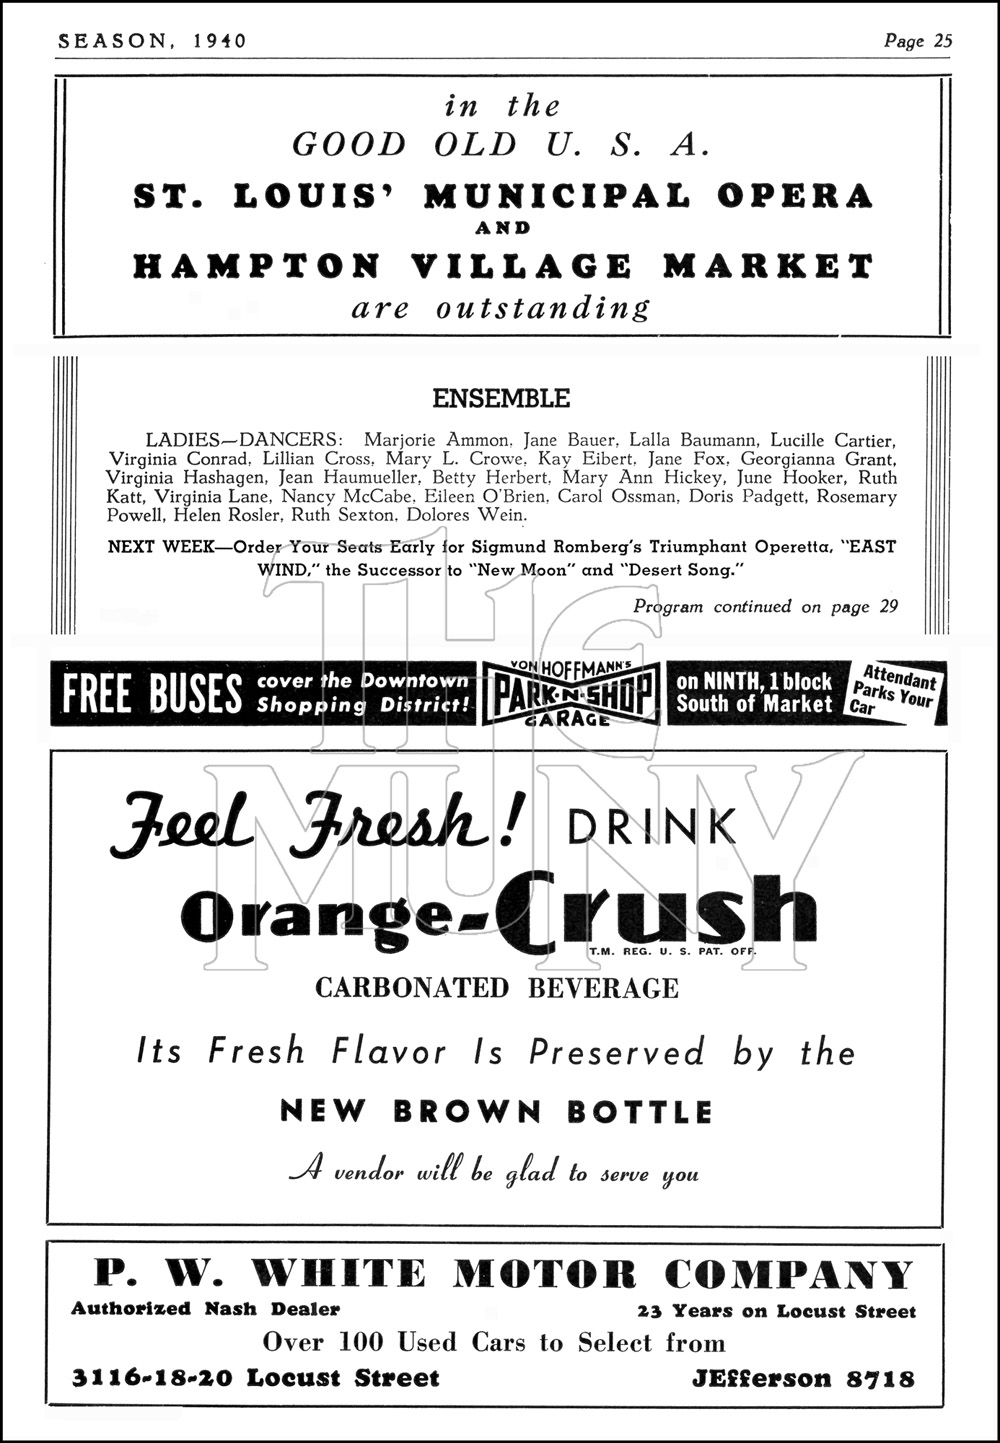 SEASON, 1940
Page 25
in the
GOOD OLD U. S. A.
ST. LOUIS' MUNICIPAL OPERA
AND
HAMPTON VILLAGE MARKET
are outstanding
ENSEMBLE
LADIES—DANCERS: Marjorie Ammon, Jane Bauer, Lalla Baumann, Lucille Cartier,
Virginia Conrad, Lillian Cross, Mary L. Crowe, Kay Eibert, Jane Fox, Georgianna Grant,
Virginia Hashagen, Jean Haumueller, Betty Herbert, Mary Ann Hickey, June Hooker, Ruth
Katt, Virginia Lane, Nancy McCabe, Eileen O'Brien, Carol Ossman, Doris Padgett, Rosemary
Powell, Helen Rosler, Ruth Sexton, Dolores Wein.
NEXT WEEK—Order Your Seats Early for Sigmund Romberg's Triumphant Operetta, "EAST
WIND," the Successor to "New Moon" and "Desert Song."
Program continued on page 29
FREE BUSES
cover the Downtown
Shopping District!
VON HOFFMANN'S
PARK-N-SHOP
GARAGE
on NINTH, 1 block
South of Market
Attendant
Parks Your
Car
THE
MUNY
Feel Fresh! DRINK
Orange-Crush
T.M. REG. U. S. PAT. OFF.
CARBONATED BEVERAGE
Its Fresh Flavor Is Preserved by the
NEW BROWN BOTTLE
A vendor will be glad to serve you
P. W. WHITE MOTOR COMPANY
Authorized Nash Dealer
23 Years on Locust Street
Over 100 Used Cars to Select from
3116-18-20 Locust Street
JEfferson 8718